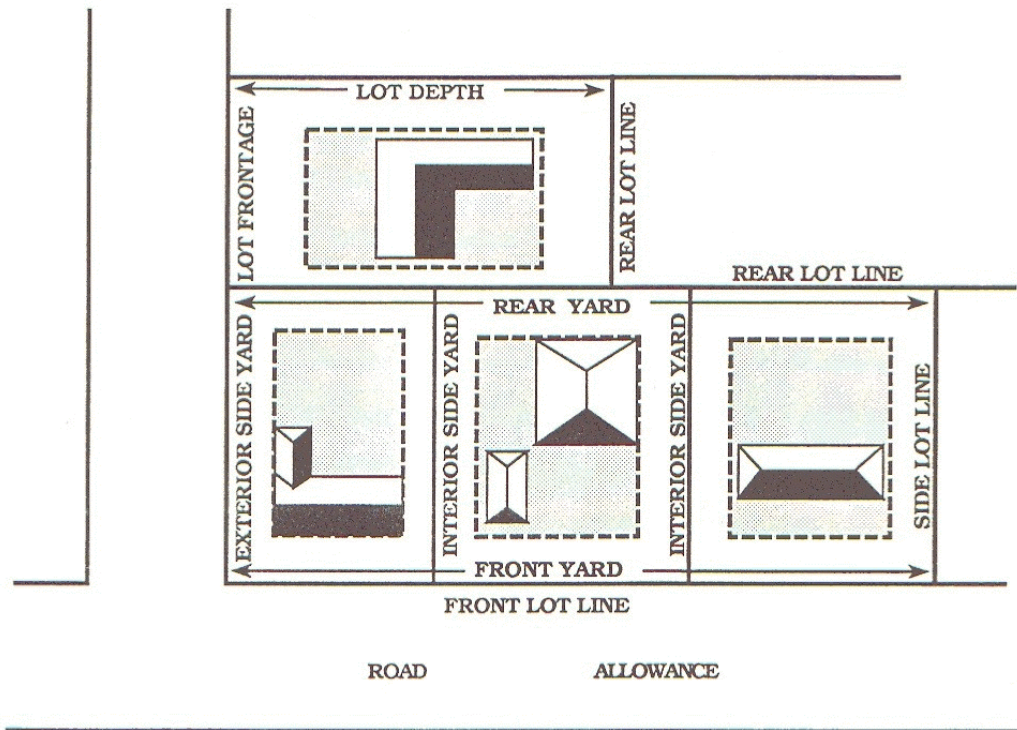 LOT DEPTH
LOT FRONTAGE
REAR LOT LINE
REAR LOT LINE
REAR YARD
EXTERIOR SIDE YARD
INTERIOR SIDE YARD
INTERIOR SIDE YARD
SIDE LOT LINE
FRONT YARD
FRONT LOT LINE
ROAD ALLOWANCE